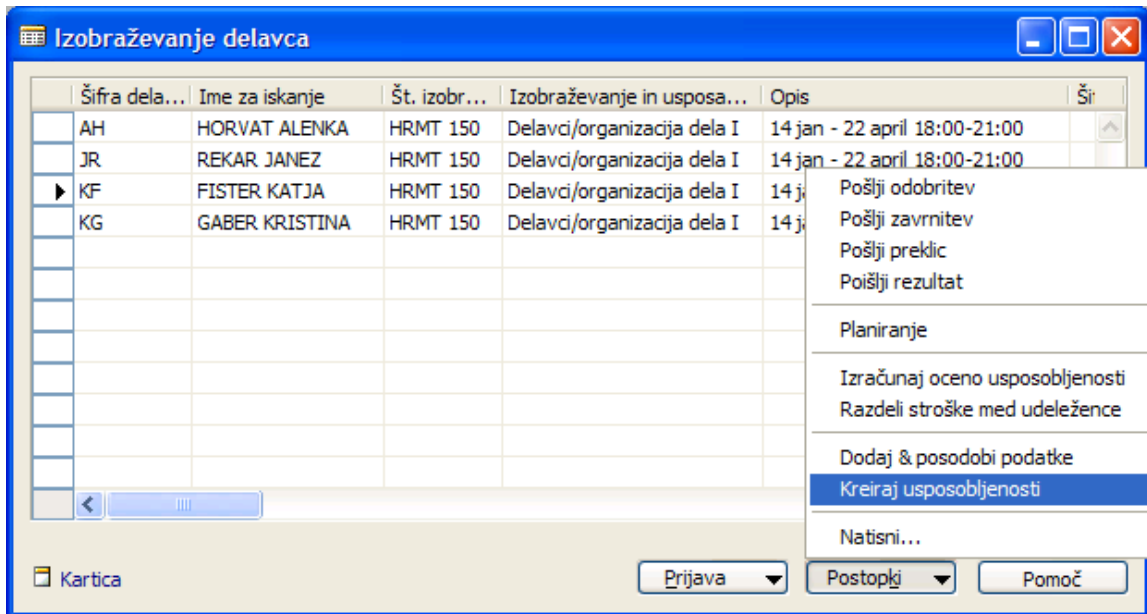 Izobraževanje delavca
Šifra dela... Ime za iskanje Št. izobr... Izobraževanje in usposa... Opis Ši
AH HORVAT ALENKA HRMT 150 Delavci/organizacija dela I 14 jan - 22 april 18:00-21:00
JR REKAR JANEZ HRMT 150 Delavci/organizacija dela I 14 jan - 22 april 18:00-21:00
KF FISTER KATJA HRMT 150 Delavci/organizacija dela I 14 j
KG GABER KRISTINA HRMT 150 Delavci/organizacija dela I 14 j
Pošlji odobritev
Pošlji zavrnitev
Pošlji preklic
Poišlji rezultat
Planiranje
Izračunaj oceno usposobljenosti
Razdeli stroške med udeležence
Dodaj & posodobi podatke
Kreiraj usposobljenosti
Natisni...
Kartica Prijava Postopki Pomoč